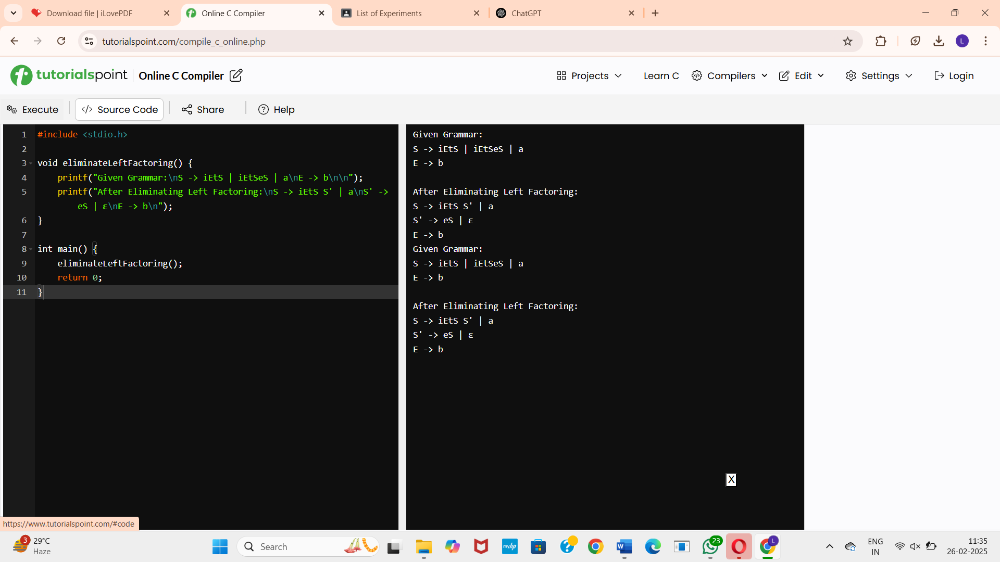 Download file | iLovePDF
Online C Compiler
List of Experiments
ChatGPT
tutorialspoint.com/compile_c_online.php
L
tutorialspoint
Online C Compiler
Projects
Learn C
Compilers
Edit
Settings
Login
Execute
</> Source Code
Share
Help
1 #include <stdio.h>
2
3 void eliminateLeftFactoring() {
4 printf("Given Grammar:\nS -> iEtS | iEtSeS | a\nE -> b\n\n");
5 printf("After Eliminating Left Factoring:\nS -> iEtS S' | a\nS' ->
eS | ε\nE -> b\n");
6 }
7
8 int main() {
9 eliminateLeftFactoring();
10 return 0;
11 }
Given Grammar:
S -> iEtS | iEtSeS | a
E -> b
After Eliminating Left Factoring:
S -> iEtS S' | a
S' -> eS | ε
E -> b
Given Grammar:
S -> iEtS | iEtSeS | a
E -> b
After Eliminating Left Factoring:
S -> iEtS S' | a
S' -> eS | ε
E -> b
X
https://www.tutorialspoint.com/#code
3
29°C
Haze
Search
myhp
W
23
L
ENG
IN
11:35
26-02-2025